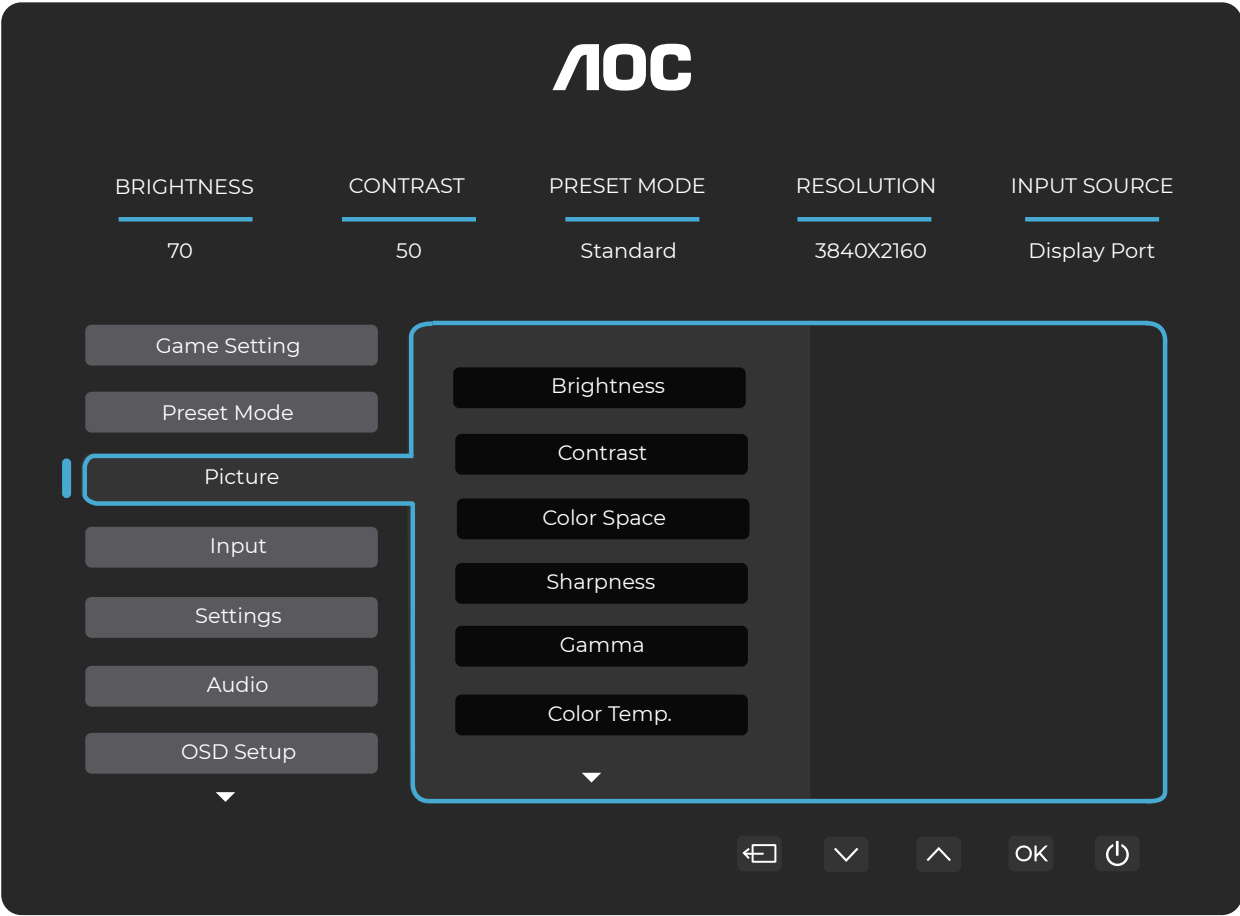 AOC
BRIGHTNESS CONTRAST PRESET MODE RESOLUTION INPUT SOURCE
70 50 Standard 3840X2160 Display Port
Game Setting
Preset Mode
Picture
Input
Settings
Audio
OSD Setup
Brightness
Contrast
Color Space
Sharpness
Gamma
Color Temp.
OK